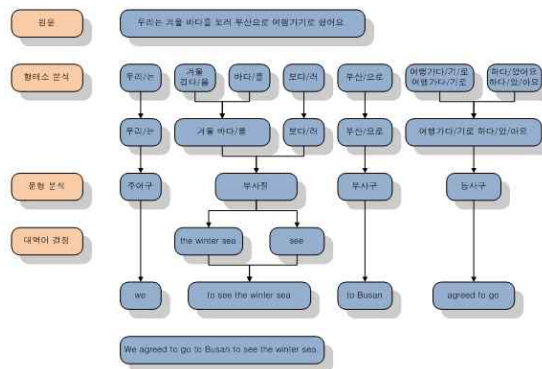 원문
우리는 겨울 바다를 보러 부산으로 여행가기로 했어요.
형태소 분석
우리/는
겨울
걷다/을
바다/를
보다/러
부산/으로
여행가다/기/로
여행가다/기로
하다/았어요
하다/았/아요
우리/는
겨울 바다/를
보다/러
부산/으로
여행가다/기로 하다/았/아요
문형 분석
주어구
부사절
부사구
동사구
대역어 결정
the winter sea
see
we
to see the winter sea
to Busan
agreed to go
We agreed to go to Busan to see the winter sea.